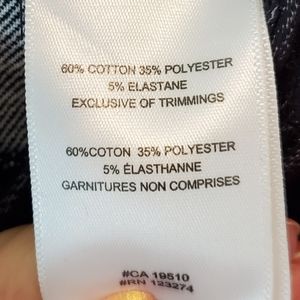 60% COTTON 35% POLYESTER
5% ELASTANE
EXCLUSIVE OF TRIMMINGS
60%COTON 35% POLYESTER
5% ÉLASTHANNE
GARNITURES NON COMPRISES
#CA 19510
#RN 123274